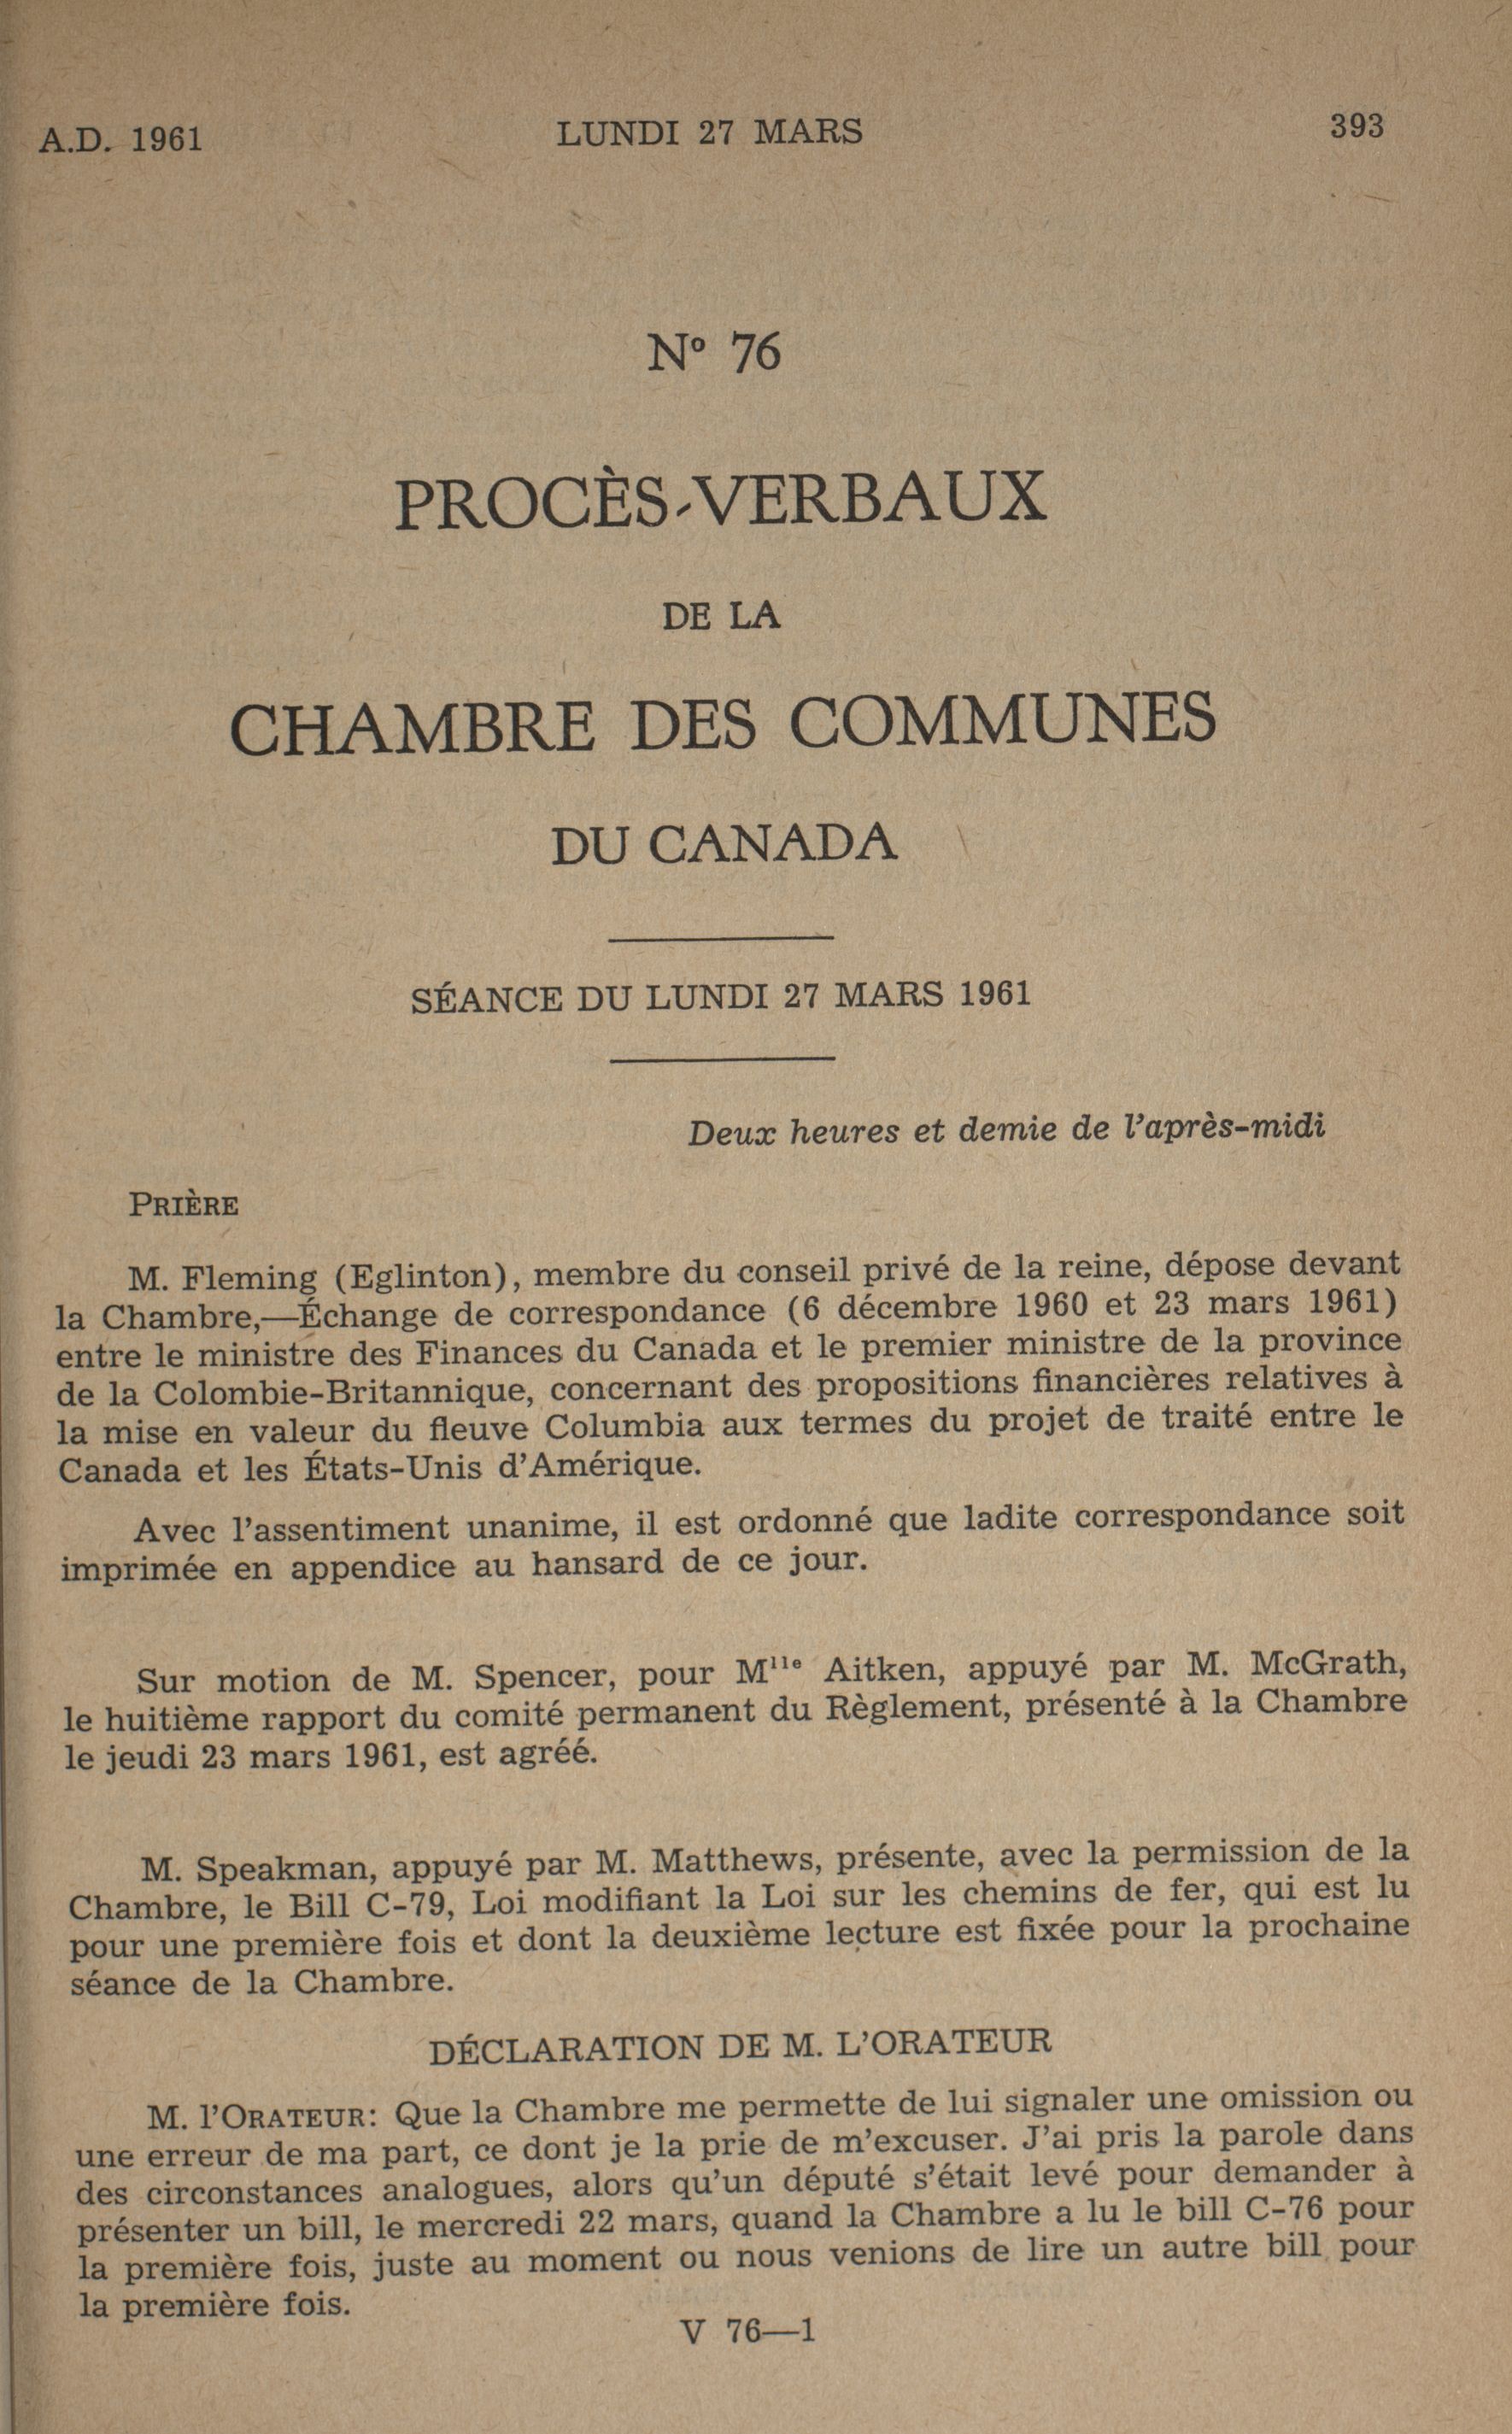 A.D. 1961 LUNDI 27 MARS 393
Nº 76
PROCÈS-VERBAUX
DE LA
CHAMBRE DES COMMUNES
DU CANADA
SÉANCE DU LUNDI 27 MARS 1961
Deux heures et demie de l'après-midi
PRIÈRE
M. Fleming (Eglinton), membre du conseil privé de la reine, dépose devant
la Chambre,—Échange de correspondance (6 décembre 1960 et 23 mars 1961)
entre le ministre des Finances du Canada et le premier ministre de la province
de la Colombie-Britannique, concernant des propositions financières relatives à
la mise en valeur du fleuve Columbia aux termes du projet de traité entre le
Canada et les États-Unis d'Amérique.
Avec l'assentiment unanime, il est ordonné que ladite correspondance soit
imprimée en appendice au hansard de ce jour.
Sur motion de M. Spencer, pour Mlle Aitken, appuyé par M. McGrath,
le huitième rapport du comité permanent du Règlement, présenté à la Chambre
le jeudi 23 mars 1961, est agréé.
M. Speakman, appuyé par M. Matthews, présente, avec la permission de la
Chambre, le Bill C-79, Loi modifiant la Loi sur les chemins de fer, qui est lu
pour une première fois et dont la deuxième lecture est fixée pour la prochaine
séance de la Chambre.
DÉCLARATION DE M. L'ORATEUR
M. l'ORATEUR: Que la Chambre me permette de lui signaler une omission ou
une erreur de ma part, ce dont je la prie de m'excuser. J'ai pris la parole dans
des circonstances analogues, alors qu'un député s'était levé pour demander à
présenter un bill, le mercredi 22 mars, quand la Chambre a lu le bill C-76 pour
la première fois, juste au moment ou nous venions de lire un autre bill pour
la première fois.
V 76—1